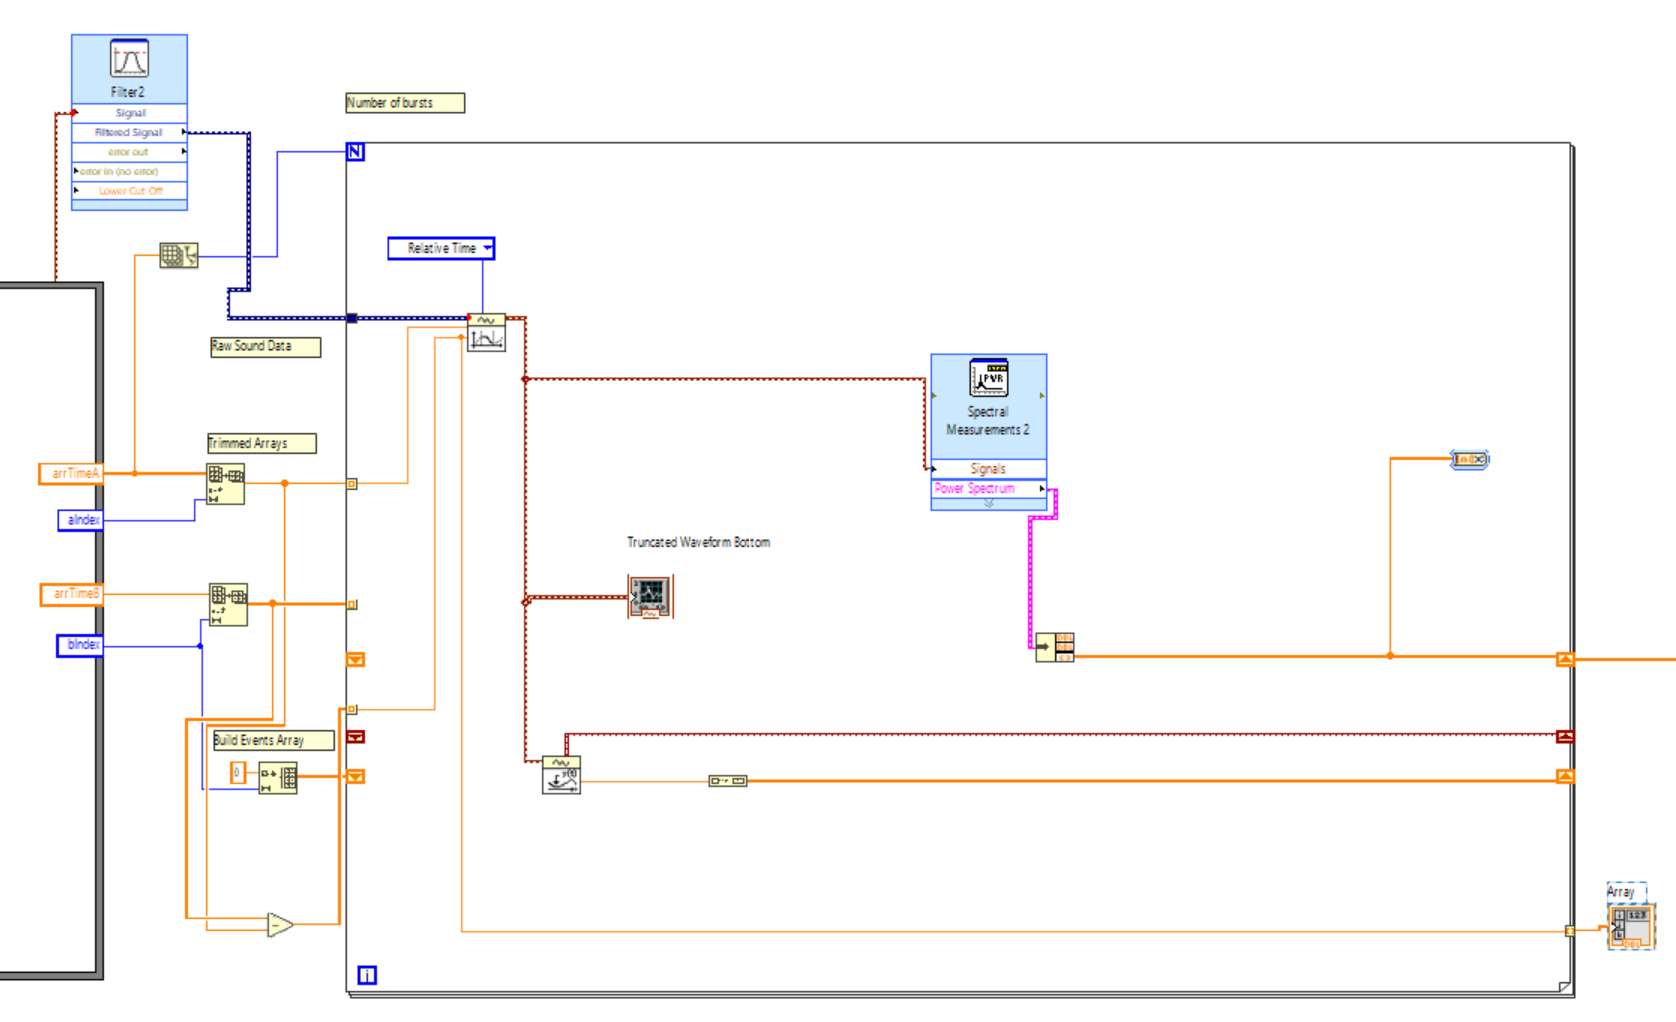 Filter2
Signal
Filtered Signal
error out
error in (no error)
Lower Cut-Off
Number of bursts
N
Relative Time
Raw Sound Data
Trimmed Arrays
arrTimeA
aIndex
arrTimeB
bIndex
Build Events Array
0
Spectral
Measurements 2
Signals
Power Spectrum
Truncated Waveform Bottom
i
Array
123